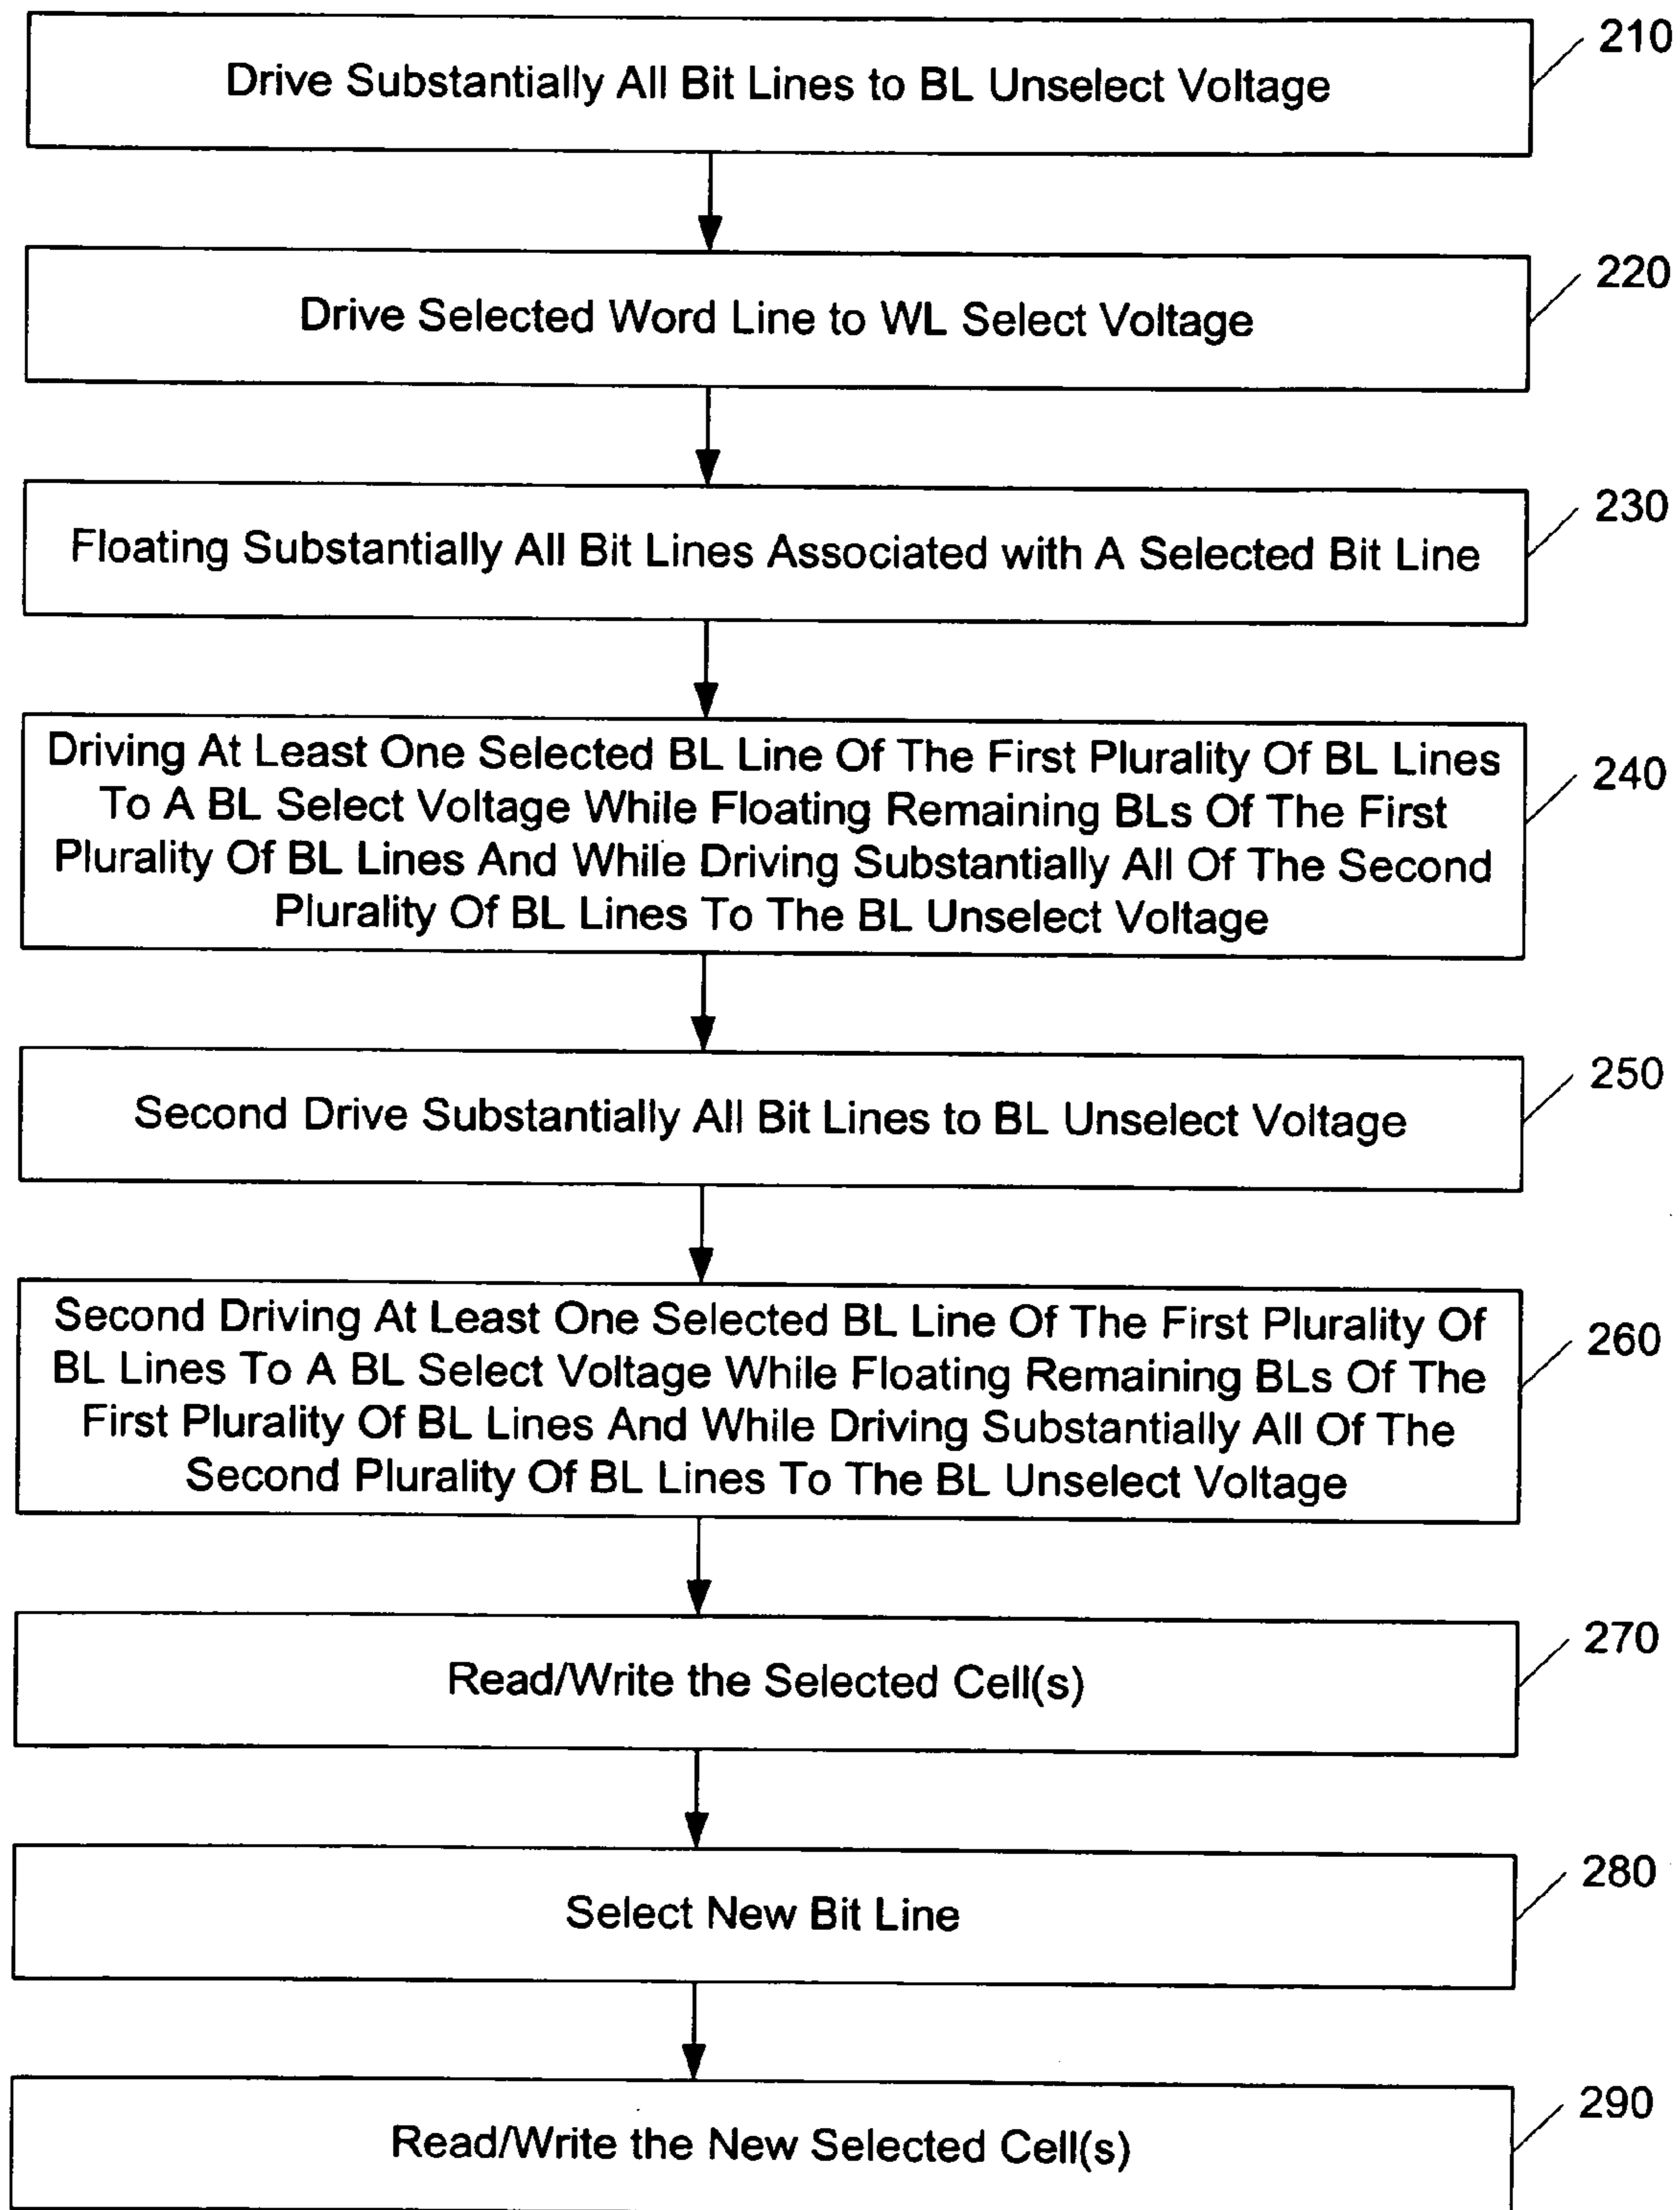 210
Drive Substantially All Bit Lines to BL Unselect Voltage
220
Drive Selected Word Line to WL Select Voltage
230
Floating Substantially All Bit Lines Associated with A Selected Bit Line
240
Driving At Least One Selected BL Line Of The First Plurality Of BL Lines
To A BL Select Voltage While Floating Remaining BLs Of The First
Plurality Of BL Lines And While Driving Substantially All Of The Second
Plurality Of BL Lines To The BL Unselect Voltage
250
Second Drive Substantially All Bit Lines to BL Unselect Voltage
260
Second Driving At Least One Selected BL Line Of The First Plurality Of
BL Lines To A BL Select Voltage While Floating Remaining BLs Of The
First Plurality Of BL Lines And While Driving Substantially All Of The
Second Plurality Of BL Lines To The BL Unselect Voltage
270
Read/Write the Selected Cell(s)
280
Select New Bit Line
290
Read/Write the New Selected Cell(s)